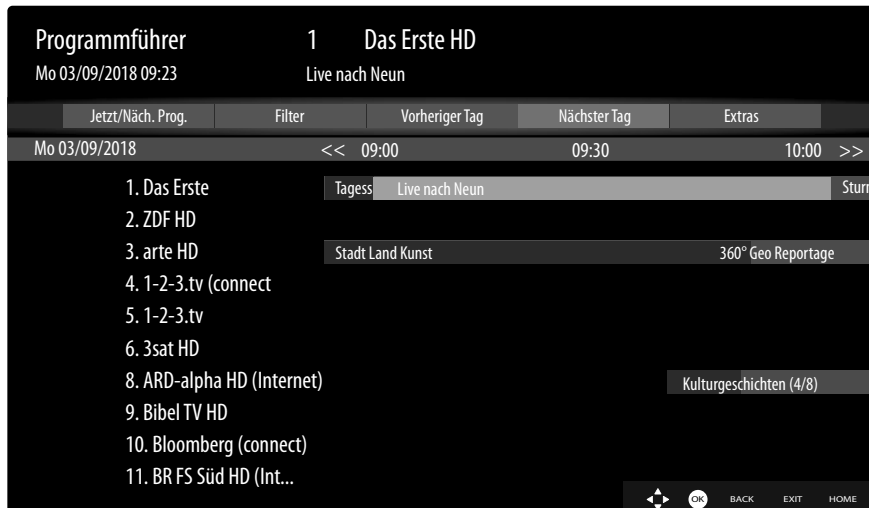 Programmführer 1 Das Erste HD
Mo 03/09/2018 09:23 Live nach Neun
Jetzt/Näch. Prog. Filter Vorheriger Tag Nächster Tag Extras
Mo 03/09/2018 << 09:00 09:30 10:00 >>
1. Das Erste Tagess Live nach Neun Sturm
2. ZDF HD
3. arte HD Stadt Land Kunst 360° Geo Reportage
4. 1-2-3.tv (connect
5. 1-2-3.tv
6. 3sat HD
8. ARD-alpha HD (Internet) Kulturgeschichten (4/8)
9. Bibel TV HD
10. Bloomberg (connect)
11. BR FS Süd HD (Int...
OK BACK EXIT HOME